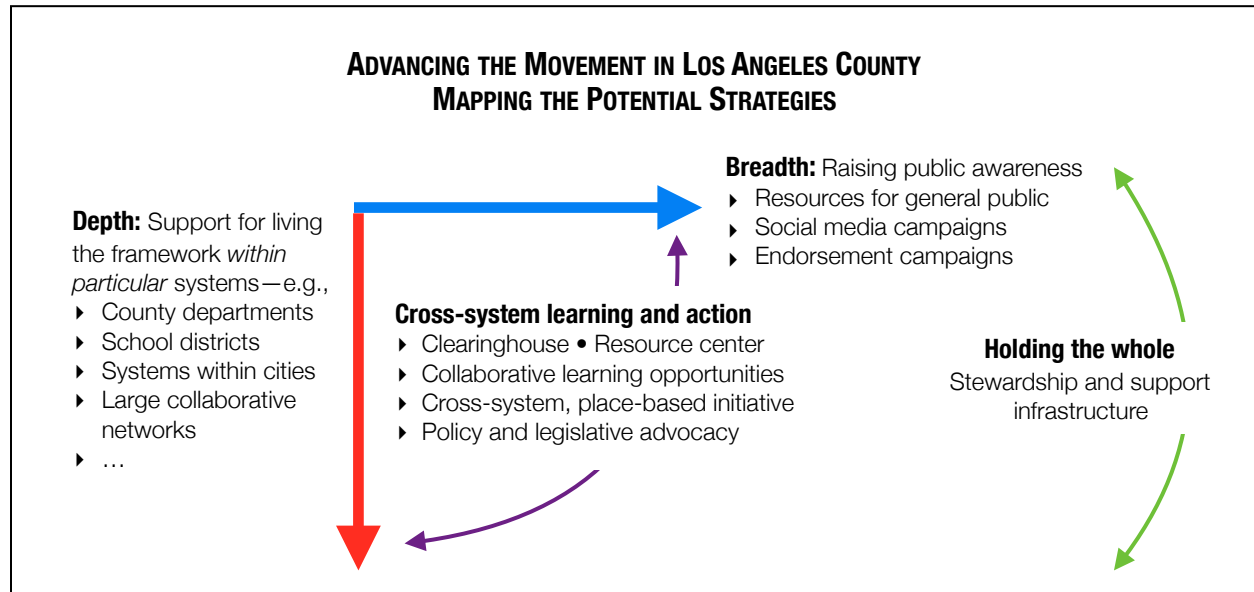 ADVANCING THE MOVEMENT IN LOS ANGELES COUNTY
MAPPING THE POTENTIAL STRATEGIES
Depth: Support for living
the framework within
particular systems—e.g.,
▸ County departments
▸ School districts
▸ Systems within cities
▸ Large collaborative
networks
▸ …
Breadth: Raising public awareness
▸ Resources for general public
▸ Social media campaigns
▸ Endorsement campaigns
Cross-system learning and action
▸ Clearinghouse • Resource center
▸ Collaborative learning opportunities
▸ Cross-system, place-based initiative
▸ Policy and legislative advocacy
Holding the whole
Stewardship and support
infrastructure